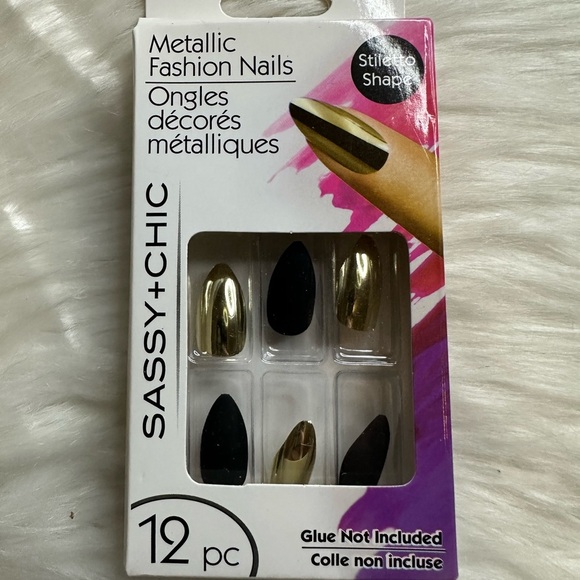 Metallic
Fashion Nails
Ongles
décorés
métalliques
Stiletto
Shape
SASSY+CHIC
12 pc
Glue Not Included
Colle non incluse